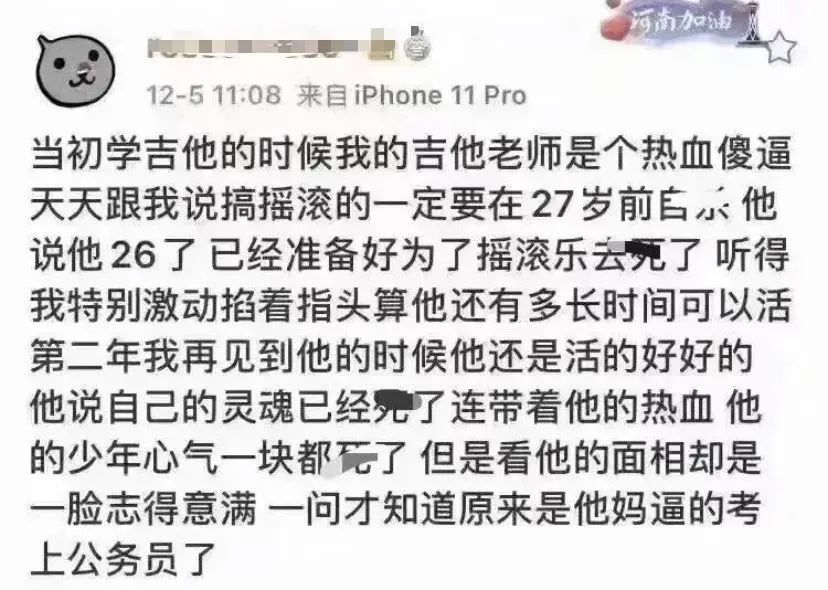 河南加油
12-5 11:08 来自 iPhone 11 Pro
当初学吉他的时候我的吉他老师是个热血傻逼
天天跟我说搞摇滚的一定要在27岁前自杀 他
说他26了 已经准备好为了摇滚乐去死了 听得
我特别激动掐着指头算他还有多长时间可以活
第二年我再见到他的时候他还是活的好好的
他说自己的灵魂已经死了连带着他的热血 他
的少年心气一块都死了 但是看他的面相却是
一脸志得意满 一问才知道原来是他妈逼的考
上公务员了